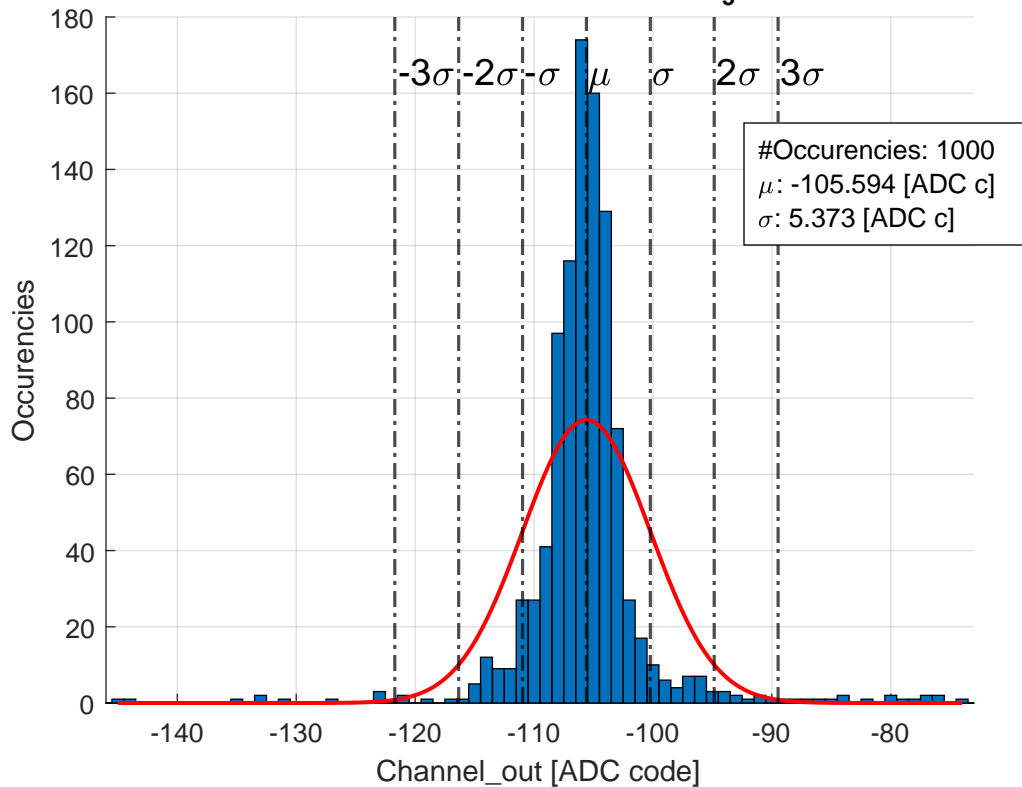 g
180
160
140
120
100
80
60
40
20
0
-3σ -2σ -σ μ σ 2σ 3σ
#Occurencies: 1000
μ: -105.594 [ADC c]
σ: 5.373 [ADC c]
Occurencies
-140 -130 -120 -110 -100 -90 -80
Channel_out [ADC code]